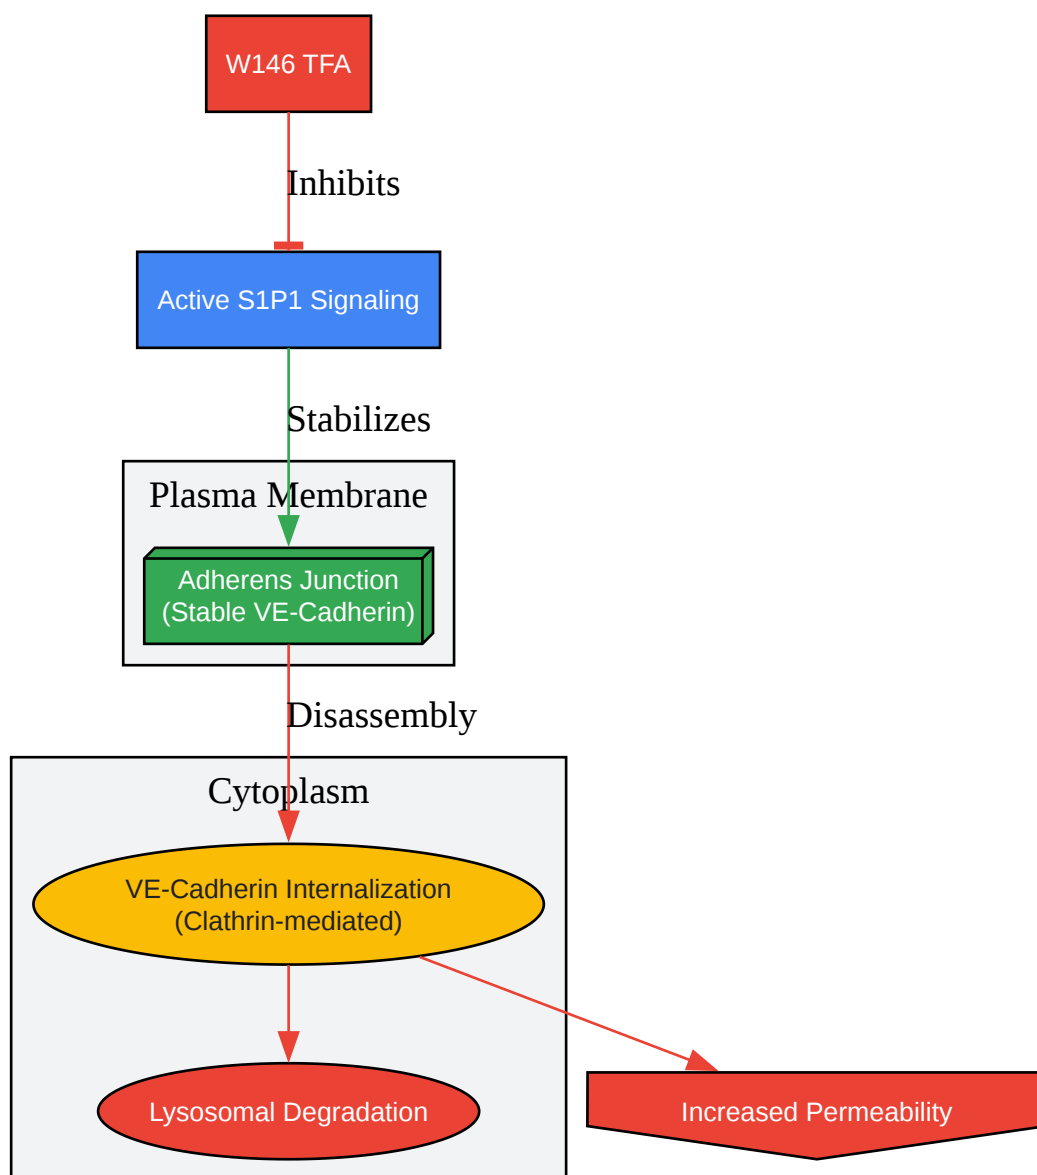 W146 TFA
Inhibits
Active S1P1 Signaling
Stabilizes
Plasma Membrane
Adherens Junction
(Stable VE-Cadherin)
Disassembly
Cytoplasm
VE-Cadherin Internalization
(Clathrin-mediated)
Lysosomal Degradation
Increased Permeability